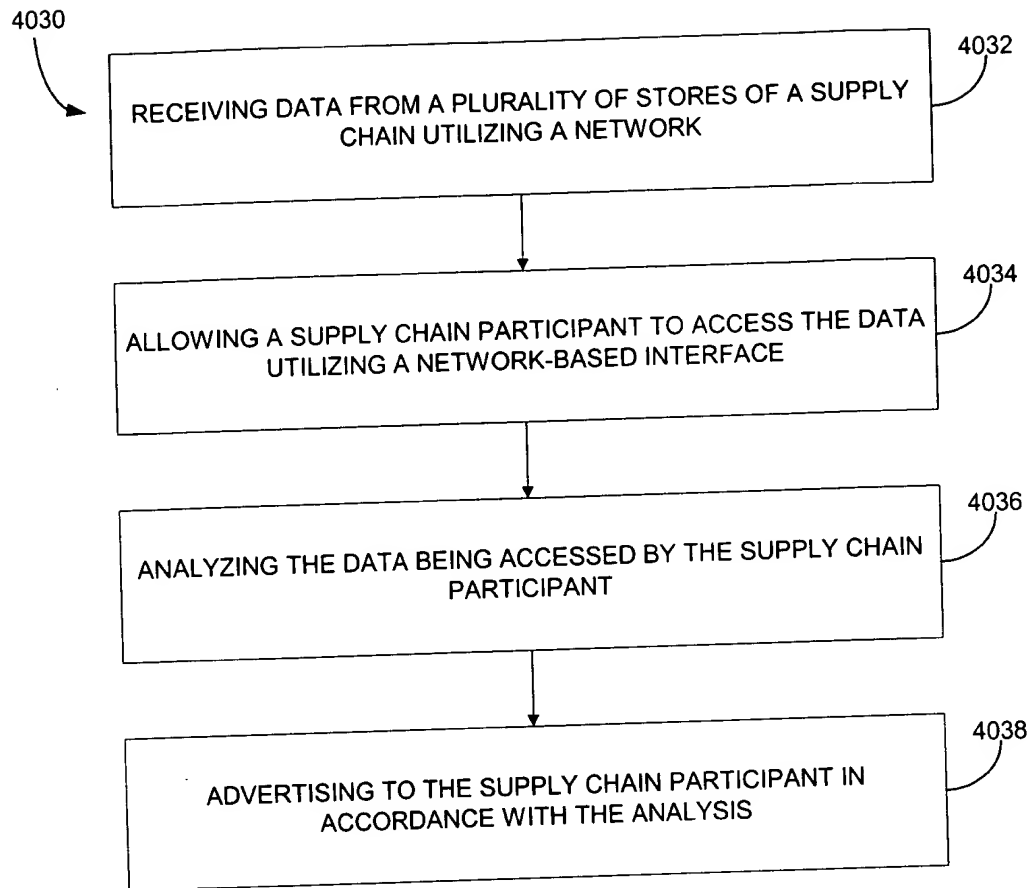 4030
4032
RECEIVING DATA FROM A PLURALITY OF STORES OF A SUPPLY
CHAIN UTILIZING A NETWORK
4034
ALLOWING A SUPPLY CHAIN PARTICIPANT TO ACCESS THE DATA
UTILIZING A NETWORK-BASED INTERFACE
4036
ANALYZING THE DATA BEING ACCESSED BY THE SUPPLY CHAIN
PARTICIPANT
4038
ADVERTISING TO THE SUPPLY CHAIN PARTICIPANT IN
ACCORDANCE WITH THE ANALYSIS